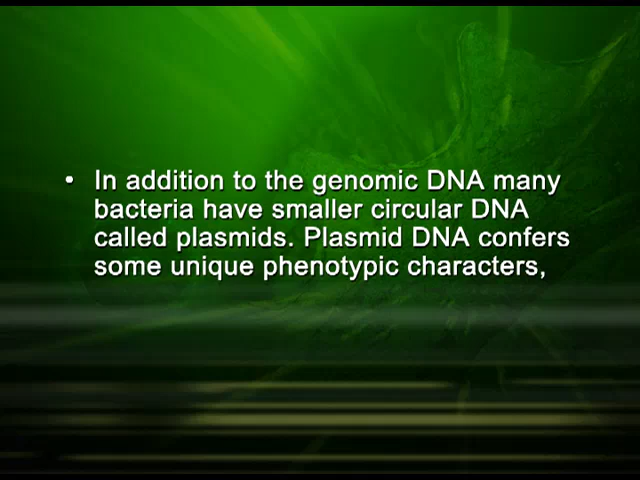 • In addition to the genomic DNA many
bacteria have smaller circular DNA
called plasmids. Plasmid DNA confers
some unique phenotypic characters,